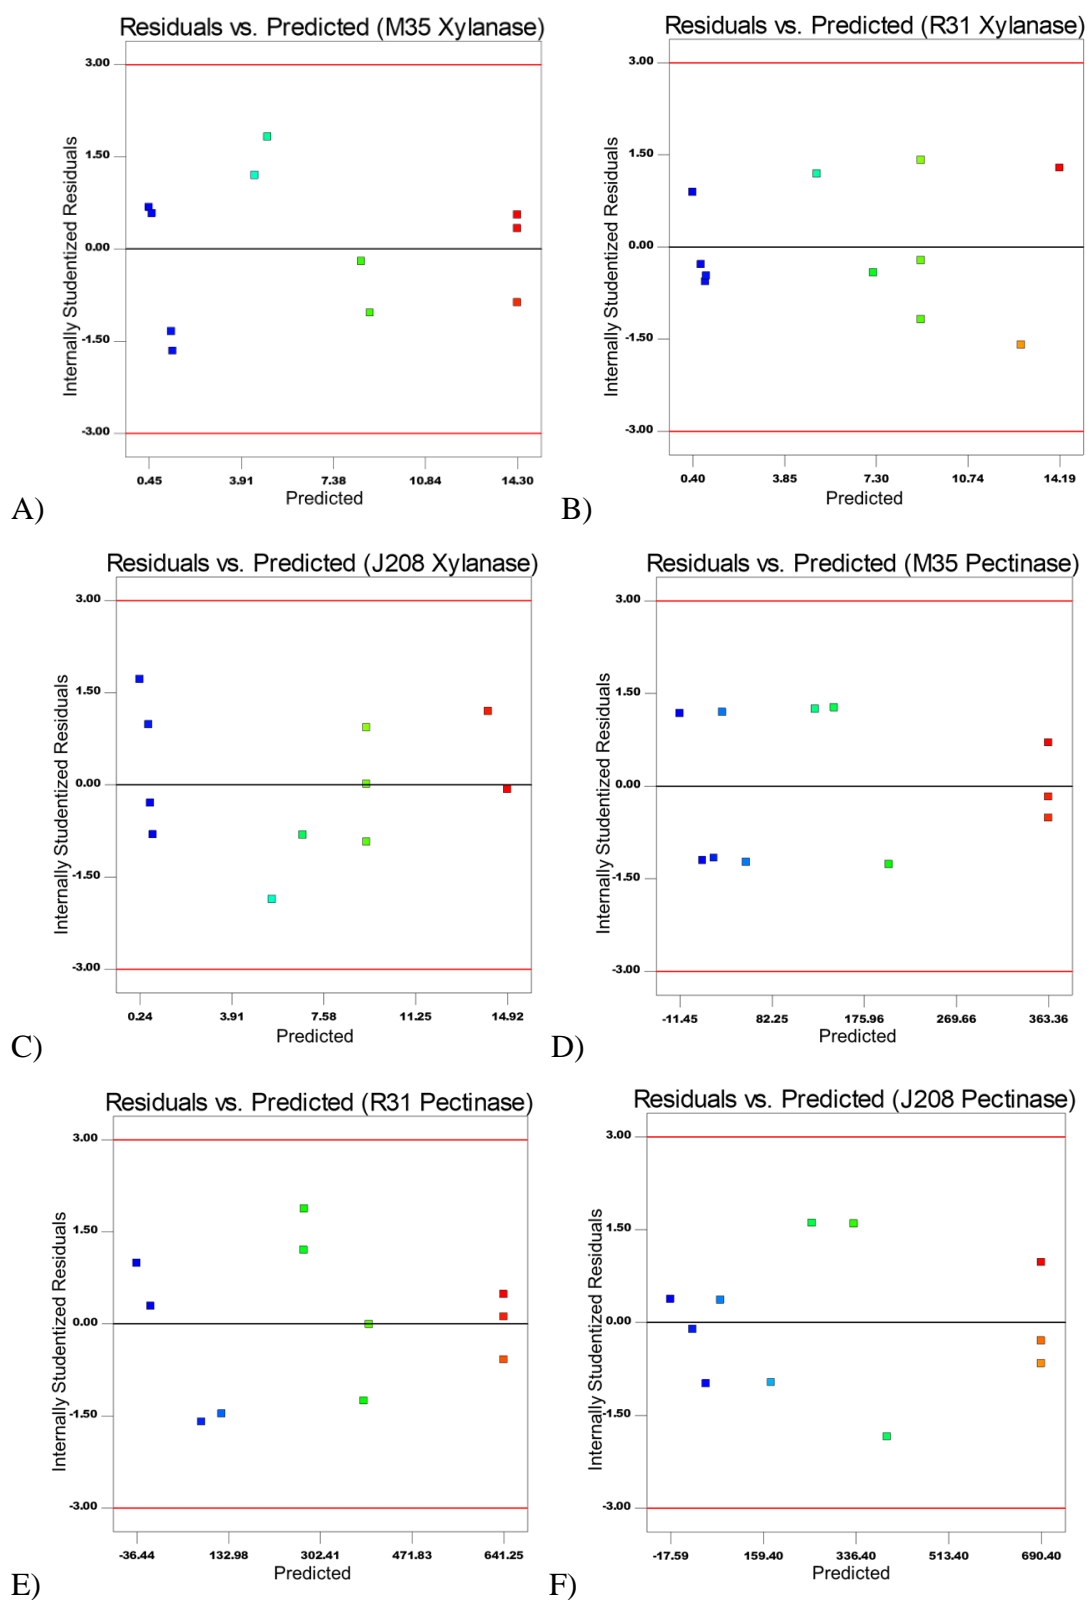 Residuals vs. Predicted (M35 Xylanase)
Internally Studentized Residuals
3.00
1.50
0.00
-1.50
-3.00
0.45 3.91 7.38 10.84 14.30
Predicted
A)
Residuals vs. Predicted (R31 Xylanase)
Internally Studentized Residuals
3.00
1.50
0.00
-1.50
-3.00
0.40 3.85 7.30 10.74 14.19
Predicted
B)
Residuals vs. Predicted (J208 Xylanase)
Internally Studentized Residuals
3.00
1.50
0.00
-1.50
-3.00
0.24 3.91 7.58 11.25 14.92
Predicted
C)
Residuals vs. Predicted (M35 Pectinase)
Internally Studentized Residuals
3.00
1.50
0.00
-1.50
-3.00
-11.45 82.25 175.96 269.66 363.36
Predicted
D)
Residuals vs. Predicted (R31 Pectinase)
Internally Studentized Residuals
3.00
1.50
0.00
-1.50
-3.00
-36.44 132.98 302.41 471.83 641.25
Predicted
E)
Residuals vs. Predicted (J208 Pectinase)
Internally Studentized Residuals
3.00
1.50
0.00
-1.50
-3.00
-17.59 159.40 336.40 513.40 690.40
Predicted
F)